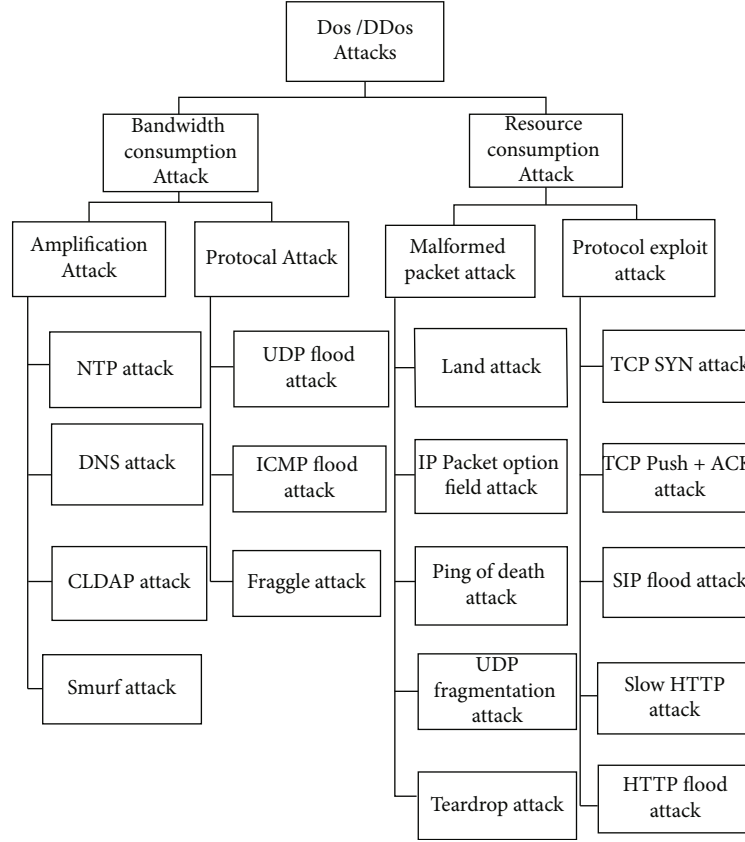 Dos /DDos
Attacks
Bandwidth
consumption
Attack
Resource
consumption
Attack
Amplification
Attack
Protocal Attack
Malformed
packet attack
Protocol exploit
attack
NTP attack
UDP flood
attack
Land attack
TCP SYN attack
DNS attack
ICMP flood
attack
IP Packet option
field attack
TCP Push + ACK
attack
CLDAP attack
Fraggle attack
Ping of death
attack
SIP flood attack
Smurf attack
UDP
fragmentation
attack
Slow HTTP
attack
Teardrop attack
HTTP flood
attack